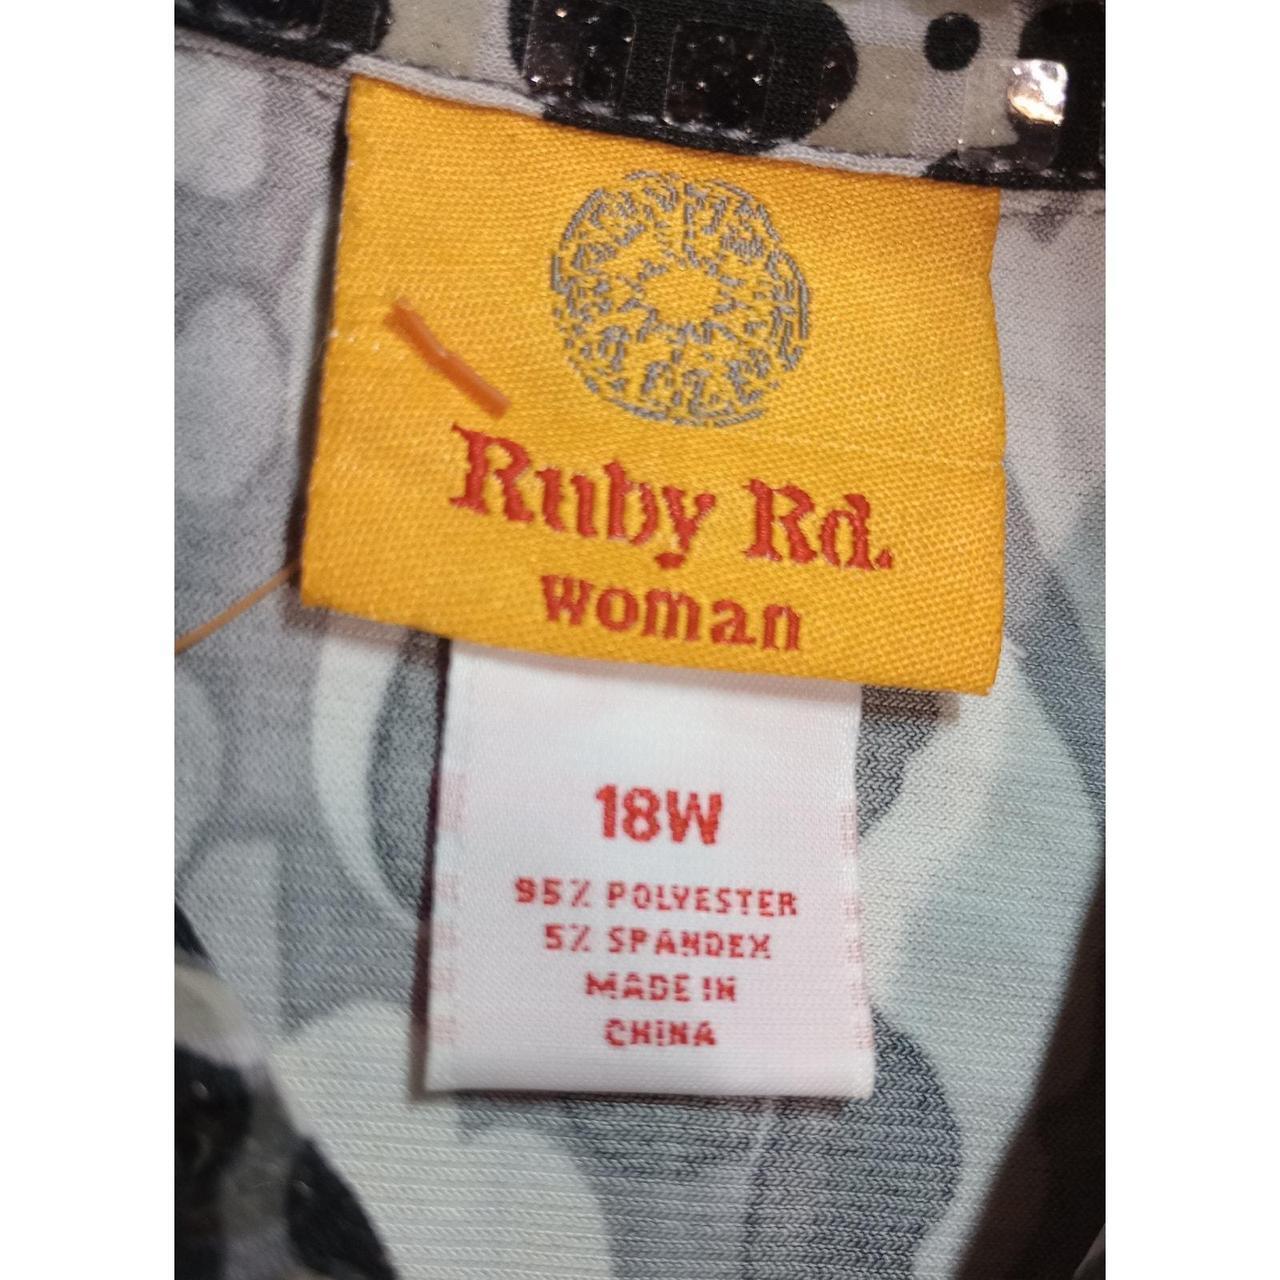 Ruby Rd.
woman
18W
95% POLYESTER
5% SPANDEX
MADE IN
CHINA